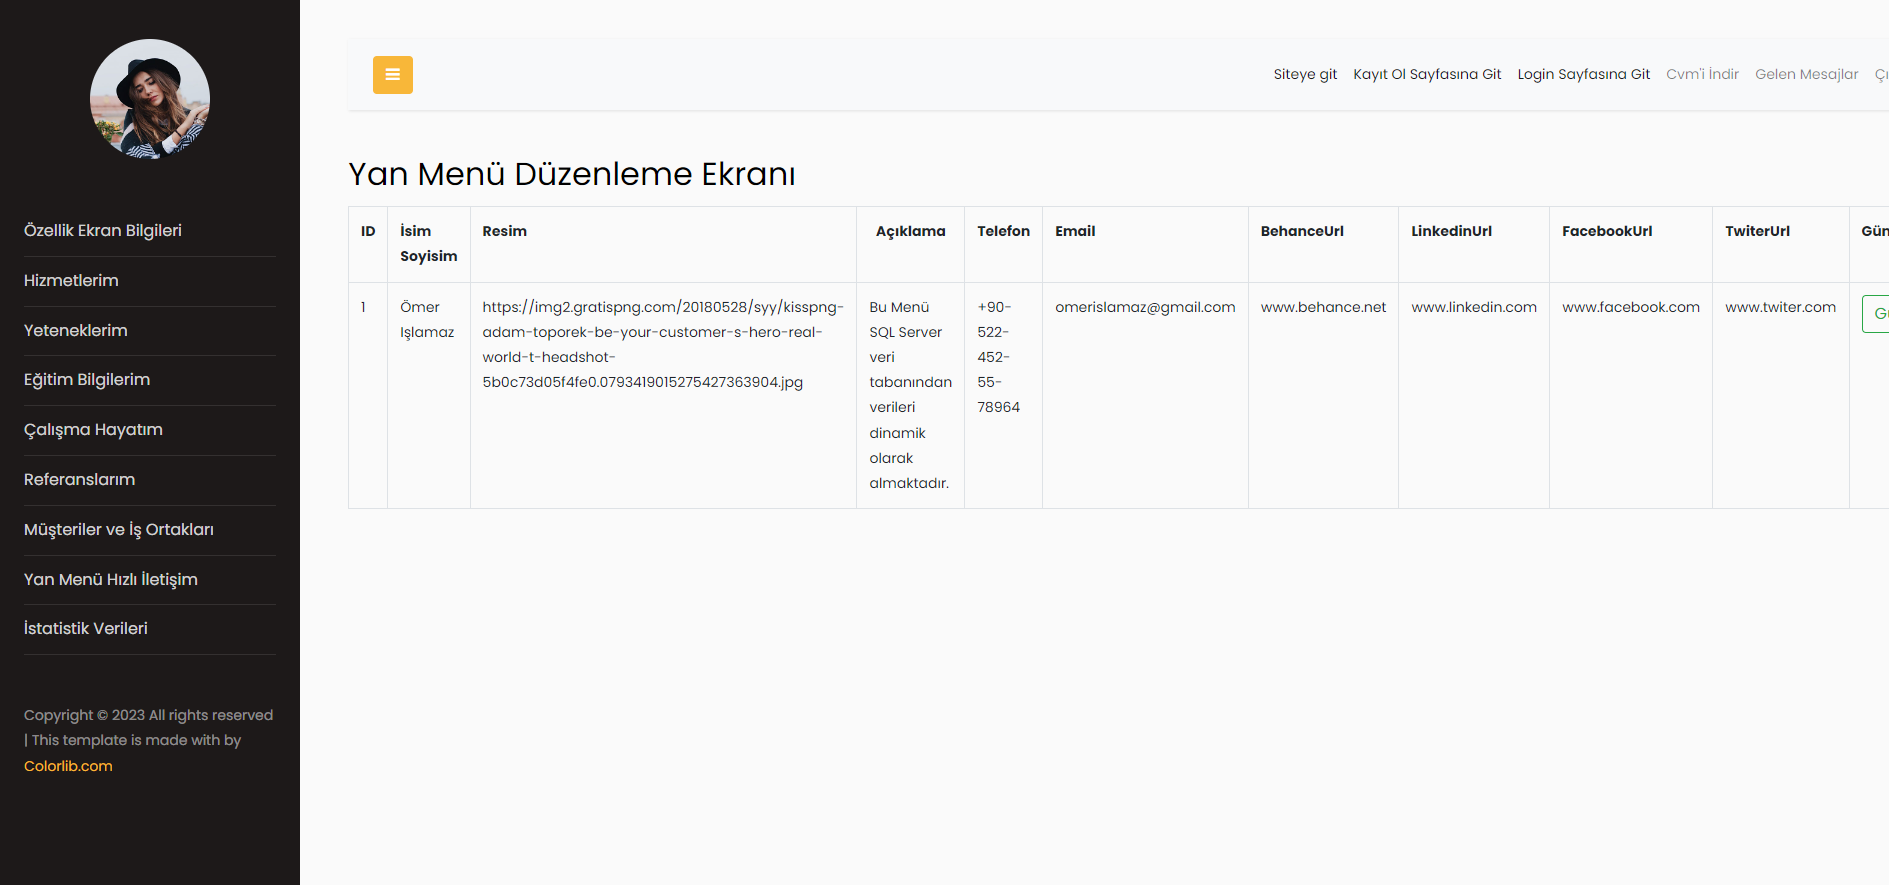 Siteye git Kayıt Ol Sayfasına Git Login Sayfasına Git Cvm'i İndir Gelen Mesajlar
Özellik Ekran Bilgileri
Hizmetlerim
Yeteneklerim
Eğitim Bilgilerim
Çalışma Hayatım
Referanslarım
Müşteriler ve İş Ortakları
Yan Menü Hızlı İletişim
İstatistik Verileri
Copyright © 2023 All rights reserved
| This template is made with by
Colorlib.com
Yan Menü Düzenleme Ekranı
ID
İsim
Soyisim
Resim
Açıklama
Telefon
Email
BehanceUrl
LinkedinUrl
FacebookUrl
TwiterUrl
1
Ömer
Işlamaz
https://img2.gratispng.com/20180528/syy/kisspng-
adam-toporek-be-your-customer-s-hero-real-
world-t-headshot-
5b0c73d05f4fe0.0793419015275427363904.jpg
Bu Menü
SQL Server
veri
tabanından
verileri
dinamik
olarak
almaktadır.
+90-
522-
452-
55-
78964
omerislamaz@gmail.com
www.behance.net
www.linkedin.com
www.facebook.com
www.twiter.com